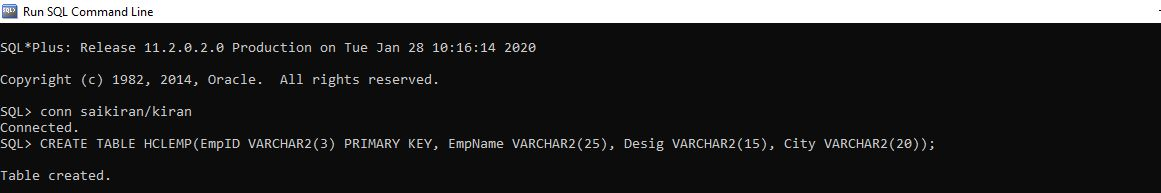 Run SQL Command Line
SQL*Plus: Release 11.2.0.2.0 Production on Tue Jan 28 10:16:14 2020
Copyright (c) 1982, 2014, Oracle.  All rights reserved.
SQL> conn saikiran/kiran
Connected.
SQL> CREATE TABLE HCLEMP(EmpID VARCHAR2(3) PRIMARY KEY, EmpName VARCHAR2(25), Desig VARCHAR2(15), City VARCHAR2(20));
Table created.